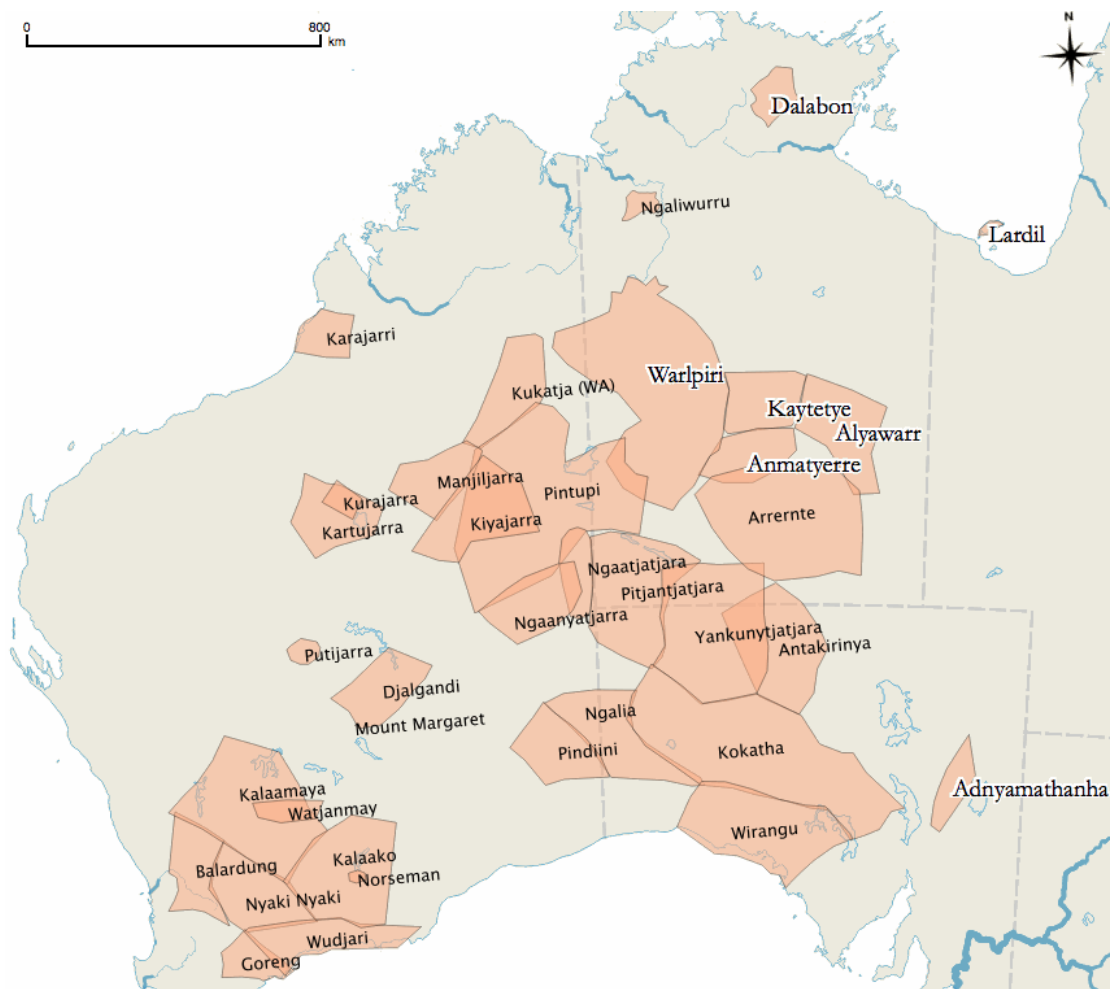 0
800
km
N
Dalabon
Ngaliwurru
Lardil
Karajarri
Warlpiri
Kukatja (WA)
Kaytetye
Alyawarr
Anmatyerre
Manjiljarra
Pintupi
Kurajarra
Kiyajarra
Arrernte
Kartujarra
Ngaatjatjara
Pitjantjatjara
Ngaanyatjarra
Yankunytjatjara
Antakirinya
Putijarra
Djalgandi
Ngalia
Mount Margaret
Pindiini
Kokatha
Adnyamathanha
Kalaamaya
Watjanmay
Wirangu
Kalaako
Balardung
Norseman
Nyaki Nyaki
Wudjari
Goreng